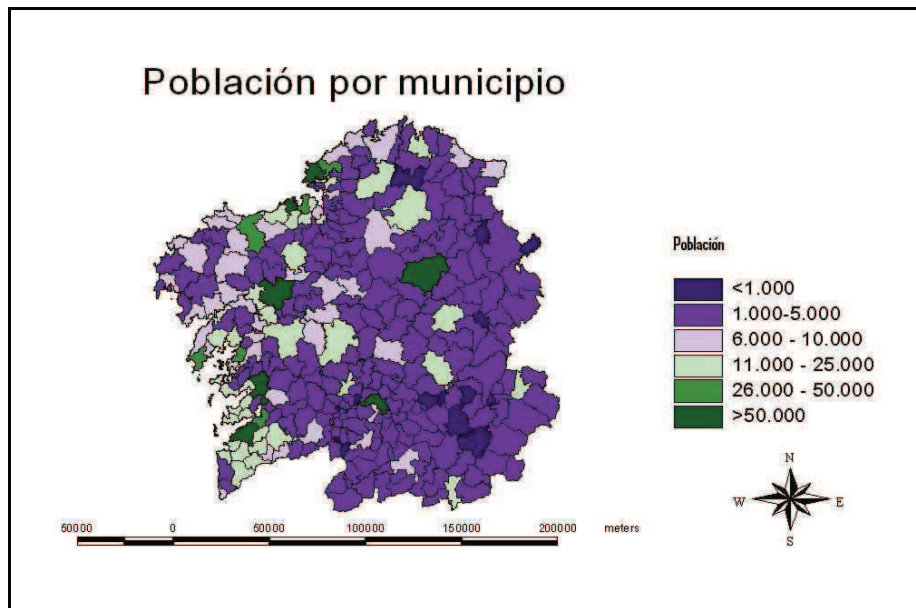 Población por municipio
Población
<1.000
1.000-5.000
6.000 - 10.000
11.000 - 25.000
26.000 - 50.000
>50.000
N
W E
S
50000 0 50000 100000 150000 200000 meters